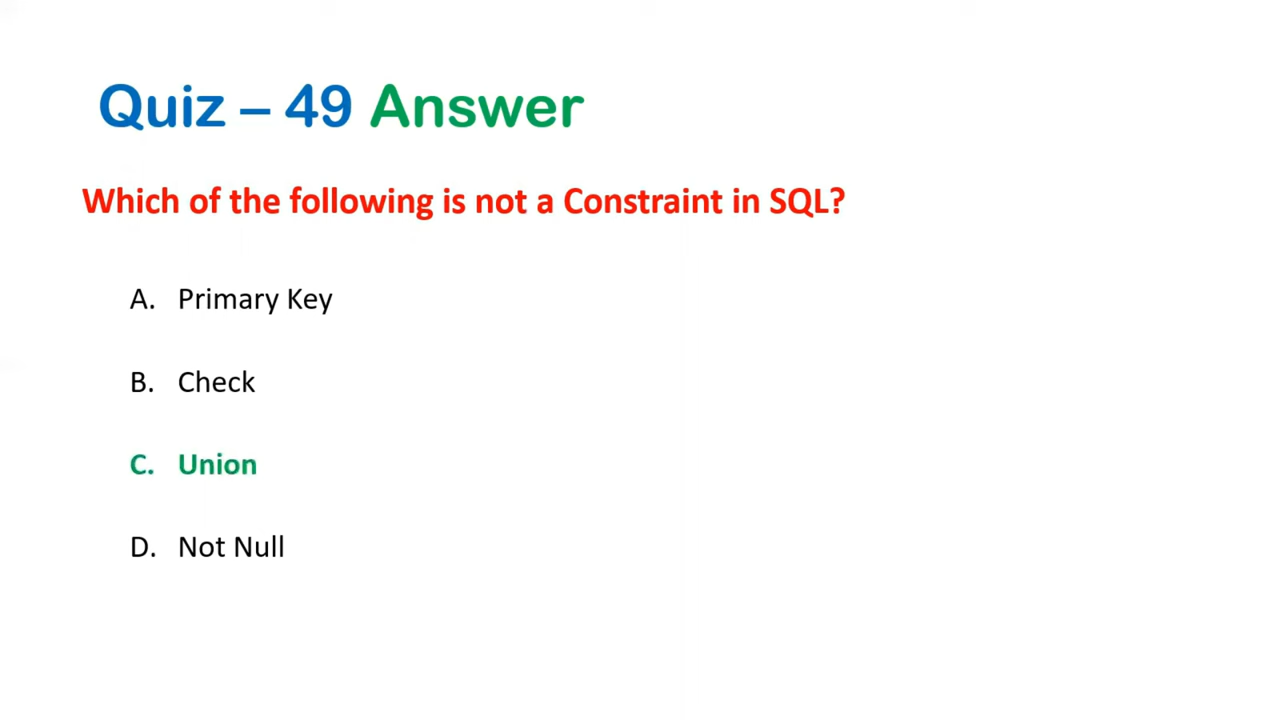 Quiz – 49 Answer
Which of the following is not a Constraint in SQL?
A. Primary Key
B. Check
C. Union
D. Not Null